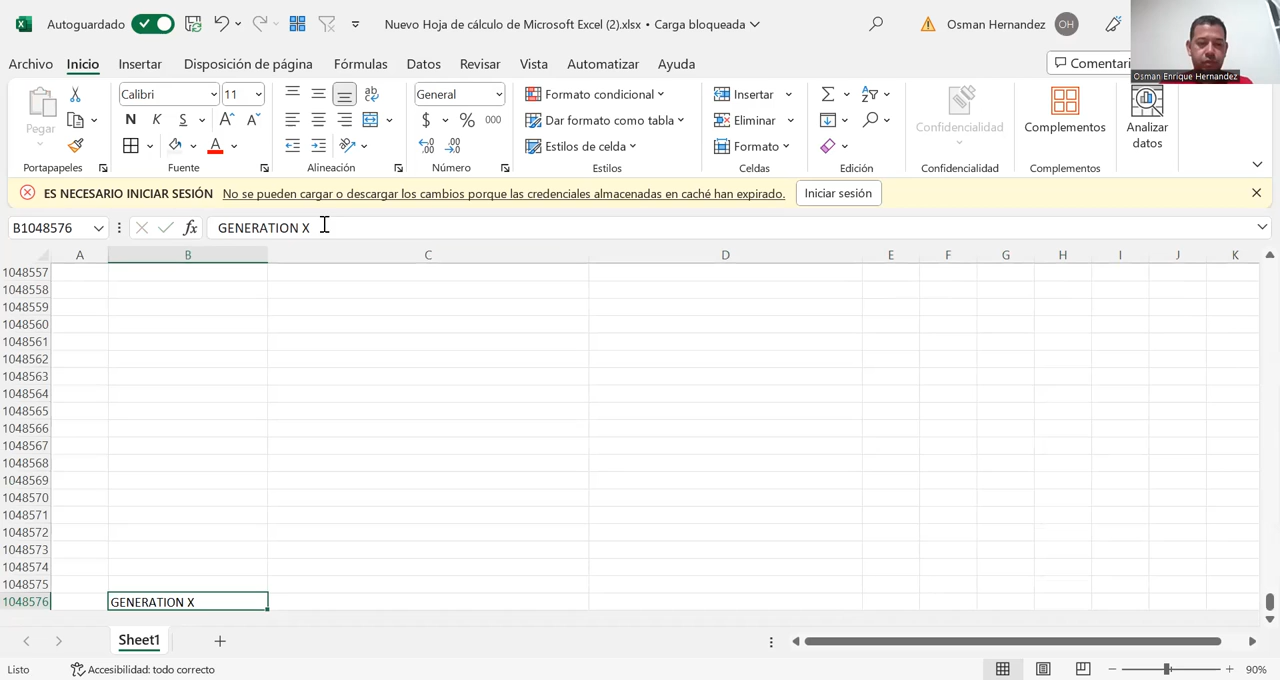 Autoguardado
Nuevo Hoja de cálculo de Microsoft Excel (2).xlsx • Carga bloqueada
Osman Hernandez OH
Archivo Inicio Insertar Disposición de página Fórmulas Datos Revisar Vista Automatizar Ayuda
Osman Enrique Hernandez
Pegar
Portapapeles
Calibri 11
N K S A A
A
Fuente
ab
Alineación
General
$ % 000
Número
Formato condicional
Dar formato como tabla
Estilos de celda
Estilos
Insertar
Eliminar
Formato
Celdas
Σ
Edición
Confidencialidad
Confidencialidad
Complementos
Complementos
Analizar
datos
ES NECESARIO INICIAR SESIÓN No se pueden cargar o descargar los cambios porque las credenciales almacenadas en caché han expirado. Iniciar sesión
B1048576 fx GENERATION X
A B C D E F G H I J K
1048557
1048558
1048559
1048560
1048561
1048562
1048563
1048564
1048565
1048566
1048567
1048568
1048569
1048570
1048571
1048572
1048573
1048574
1048575
1048576 GENERATION X
Sheet1
Listo Accesibilidad: todo correcto 90%